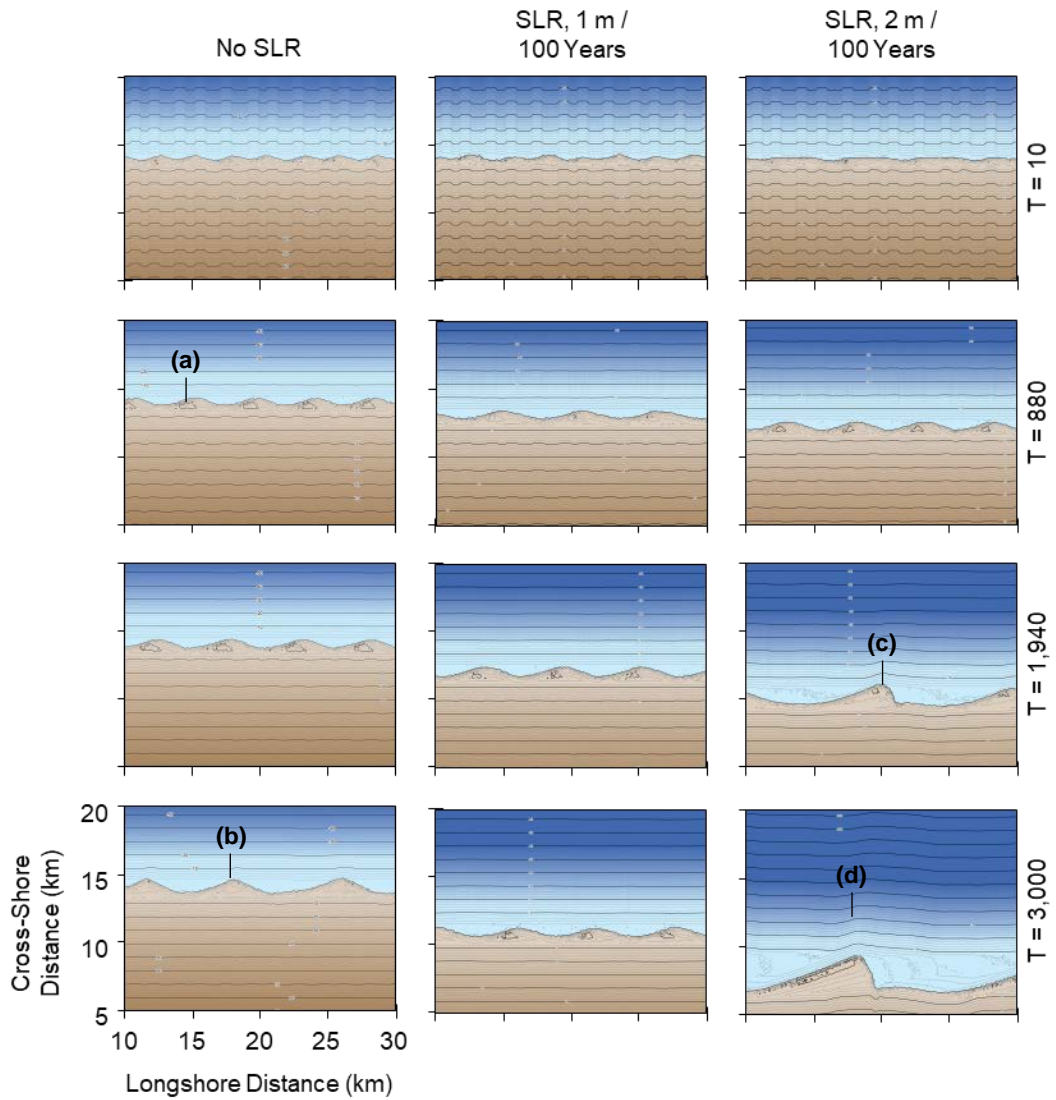 No SLR
SLR, 1 m /
100 Years
SLR, 2 m /
100 Years
T = 10
(a)
T = 880
(c)
T = 1,940
20
15
10
5
(b)
(d)
T = 3,000
Cross-Shore
Distance (km)
10 15 20 25 30
Longshore Distance (km)